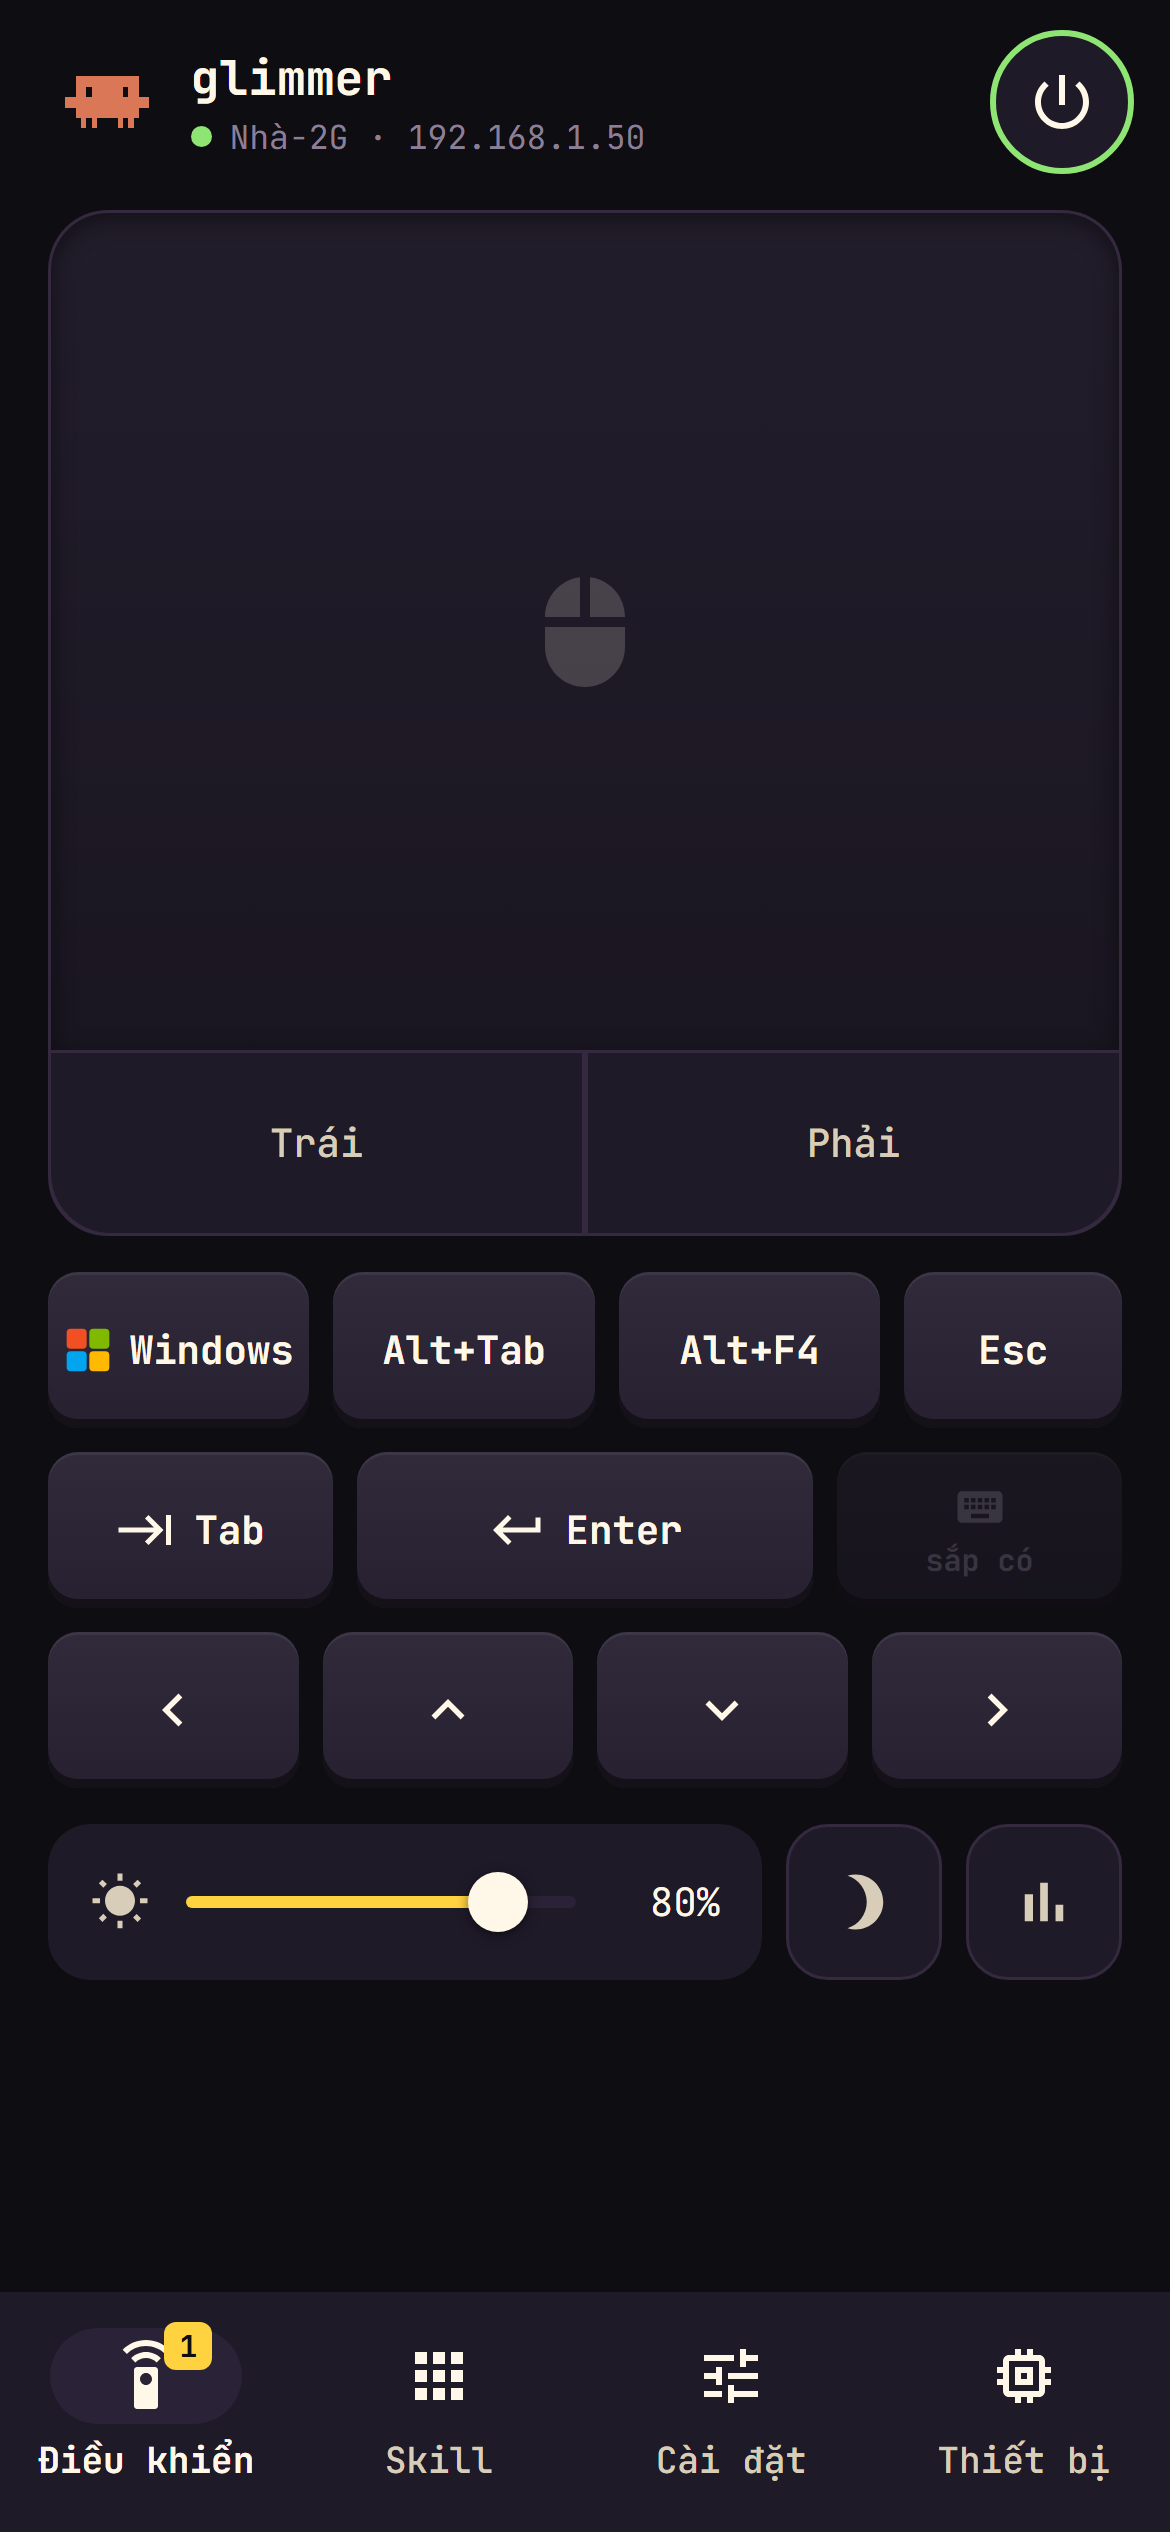 glimmer
Nhà-2G · 192.168.1.50
Trái
Phải
Windows
Alt+Tab
Alt+F4
Esc
Tab
Enter
sắp có
80%
1
Điều khiển
Skill
Cài đặt
Thiết bị